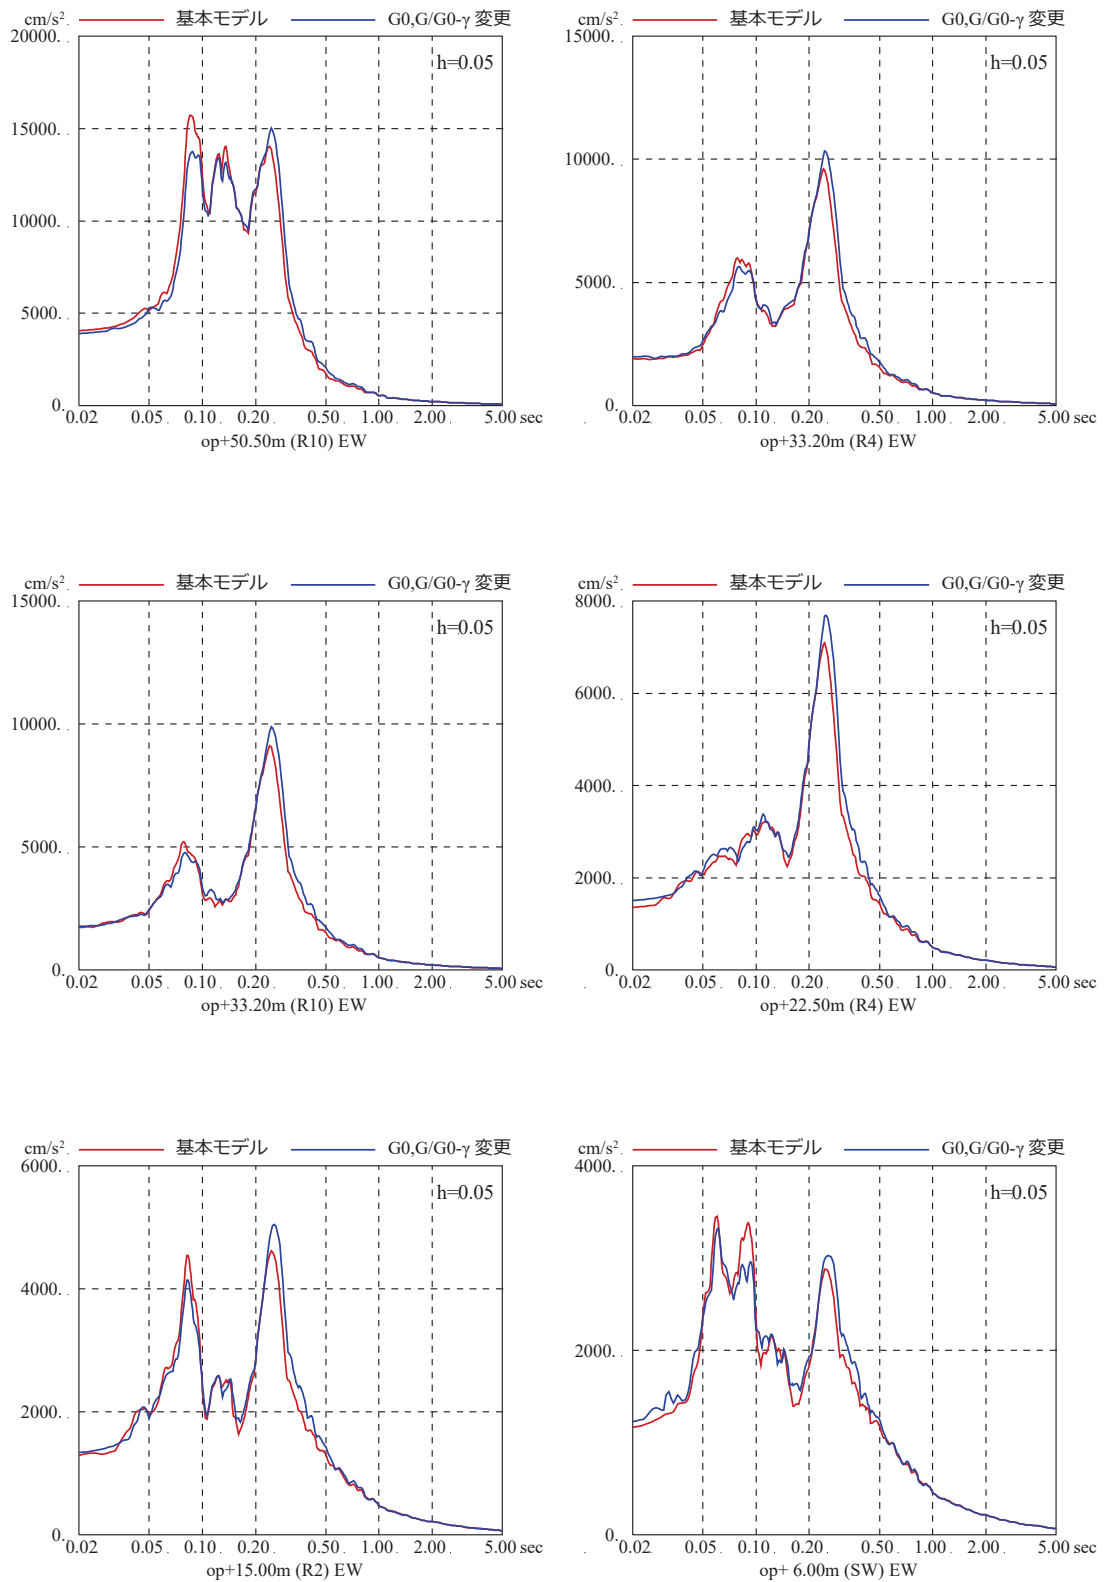 cm/s².
基本モデル
G0,G/G0-γ 変更
20000.
15000.
10000.
5000.
0.
h=0.05
0.02 0.05 0.10 0.20 0.50 1.00 2.00 5.00 sec
op+50.50m (R10) EW
cm/s².
基本モデル
G0,G/G0-γ 変更
15000.
10000.
5000.
0.
h=0.05
0.02 0.05 0.10 0.20 0.50 1.00 2.00 5.00 sec
op+33.20m (R4) EW
cm/s².
基本モデル
G0,G/G0-γ 変更
15000.
10000.
5000.
0.
h=0.05
0.02 0.05 0.10 0.20 0.50 1.00 2.00 5.00 sec
op+33.20m (R10) EW
cm/s².
基本モデル
G0,G/G0-γ 変更
8000.
6000.
4000.
2000.
0.
h=0.05
0.02 0.05 0.10 0.20 0.50 1.00 2.00 5.00 sec
op+22.50m (R4) EW
cm/s².
基本モデル
G0,G/G0-γ 変更
6000.
4000.
2000.
0.
h=0.05
0.02 0.05 0.10 0.20 0.50 1.00 2.00 5.00 sec
op+15.00m (R2) EW
cm/s².
基本モデル
G0,G/G0-γ 変更
4000.
2000.
0.
h=0.05
0.02 0.05 0.10 0.20 0.50 1.00 2.00 5.00 sec
op+ 6.00m (SW) EW